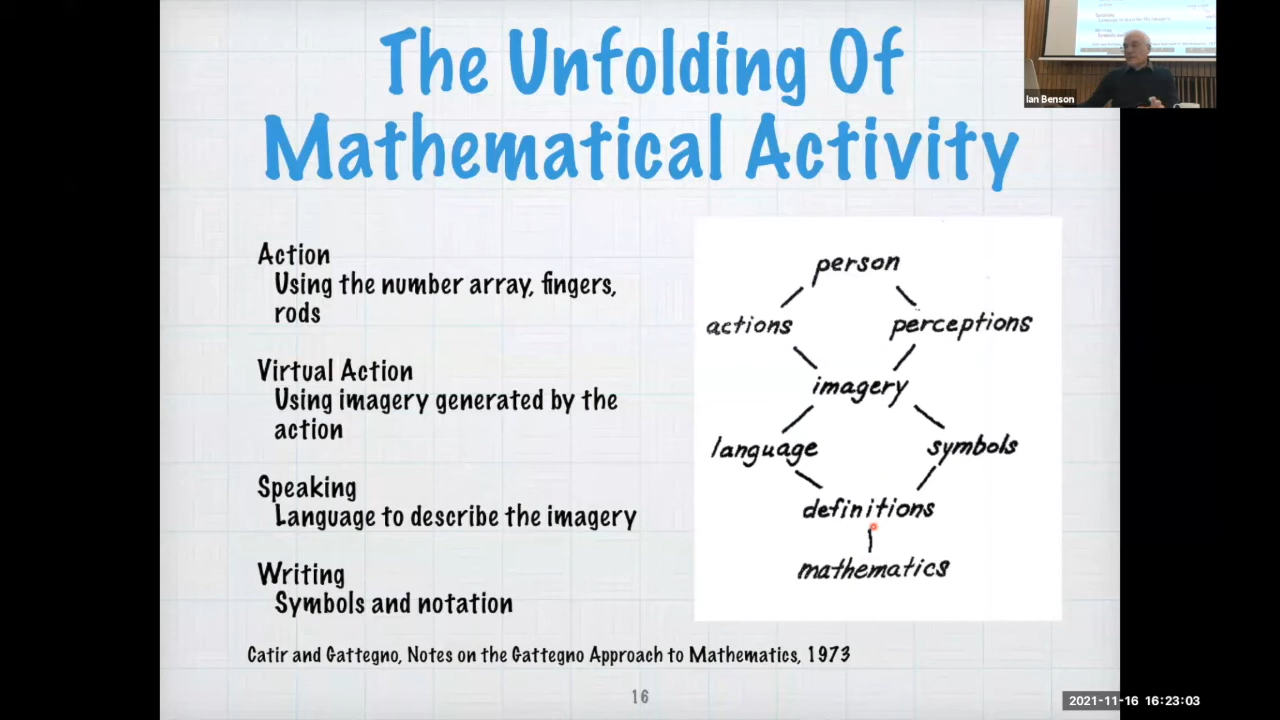 The Unfolding Of
Mathematical Activity
Ian Benson
Action
Using the number array, fingers,
rods
Virtual Action
Using imagery generated by the
action
Speaking
Language to describe the imagery
Writing
Symbols and notation
person
actions perceptions
imagery
language symbols
definitions
mathematics
Catir and Gattegno, Notes on the Gattegno Approach to Mathematics, 1973
16
2021-11-16 16:23:03